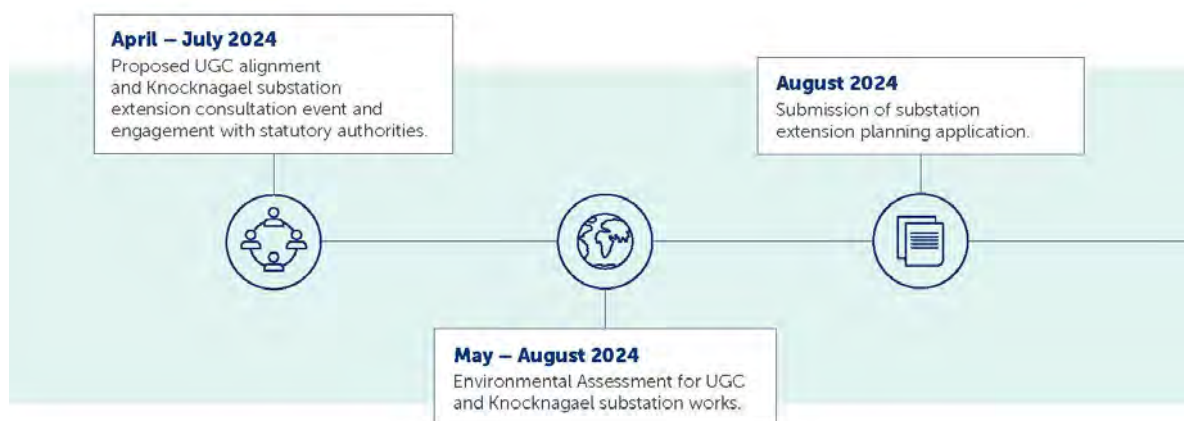 April – July 2024
Proposed UGC alignment
and Knocknagael substation
extension consultation event and
engagement with statutory authorities.
May – August 2024
Environmental Assessment for UGC
and Knocknagael substation works.
August 2024
Submission of substation
extension planning application.